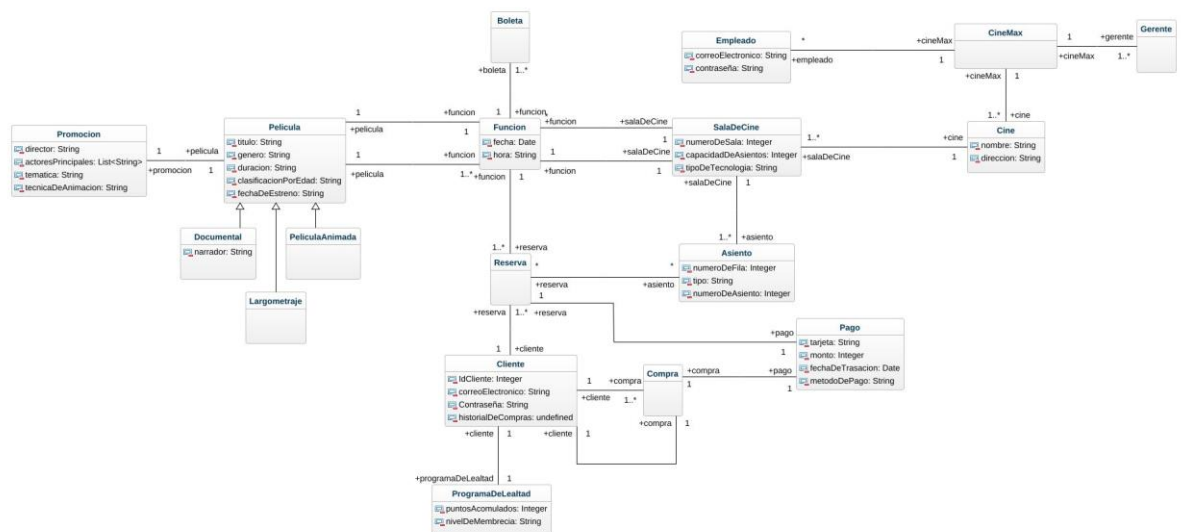 Boleta
+boleta
1..*
Empleado
correoElectronico: String
contraseña: String
*
+empleado
+cineMax
1
CineMax
1
+gerente
+cineMax
1..*
Gerente
+cineMax
1
1..*
+cine
Promocion
director: String
actoresPrincipales: List<String>
tematica: String
tecnicaDeAnimacion: String
1
+pelicula
+promocion
1
Pelicula
titulo: String
genero: String
duracion: String
clasificacionPorEdad: String
fechaDeEstreno: String
1
+funcion
+pelicula
1
1
+funcion
+pelicula
1..*
1
+funcion
Funcion
fecha: Date
hora: String
*
+funcion
+salaDeCine
1
1
+salaDeCine
+funcion
1
+funcion
1
SalaDeCine
numeroDeSala: Integer
capacidadDeAsientos: Integer
tipoDeTecnologia: String
1..*
+cine
+salaDeCine
1
Cine
nombre: String
direccion: String
+salaDeCine
1
Documental
narrador: String
PeliculaAnimada
Largometraje
1..*
+reserva
1..*
+asiento
Reserva
*
*
+reserva
+asiento
1
Asiento
numeroDeFila: Integer
tipo: String
numeroDeAsiento: Integer
+reserva
1..*
+reserva
+pago
1
Pago
tarjeta: String
monto: Integer
fechaDeTrasacion: Date
metodoDePago: String
1
+cliente
Cliente
IdCliente: Integer
correoElectronico: String
Contraseña: String
historialDeCompras: undefined
1
+compra
+cliente
1..*
Compra
+compra
+pago
1
1
+cliente
1
+cliente
1
+compra
1
+programaDeLealtad
1
ProgramaDeLealtad
puntosAcomulados: Integer
nivelDeMembrecia: String